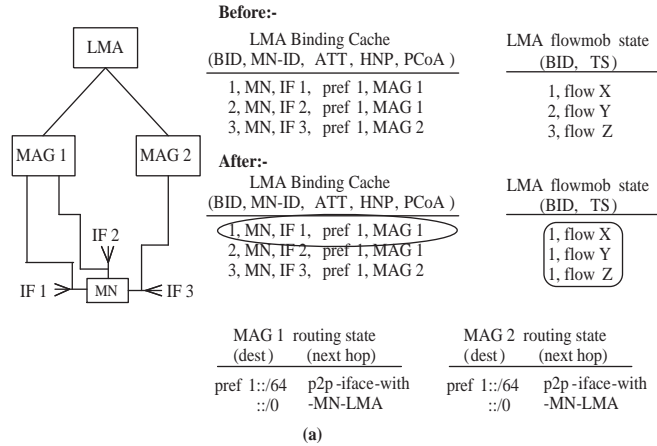 LMA
MAG 1
MAG 2
IF 2
IF 1
MN
IF 3
Before:-
LMA Binding Cache
(BID, MN-ID, ATT, HNP, PCoA )
1, MN, IF 1, pref 1, MAG 1
2, MN, IF 2, pref 1, MAG 1
3, MN, IF 3, pref 1, MAG 2
LMA flowmob state
(BID, TS)
1, flow X
2, flow Y
3, flow Z
After:-
LMA Binding Cache
(BID, MN-ID, ATT, HNP, PCoA )
1, MN, IF 1, pref 1, MAG 1
2, MN, IF 2, pref 1, MAG 1
3, MN, IF 3, pref 1, MAG 2
LMA flowmob state
(BID, TS)
1, flow X
1, flow Y
1, flow Z
MAG 1 routing state
(dest) (next hop)
pref 1::/64 p2p -iface-with
::/0 -MN-LMA
MAG 2 routing state
(dest) (next hop)
pref 1::/64 p2p -iface-with
::/0 -MN-LMA
(a)